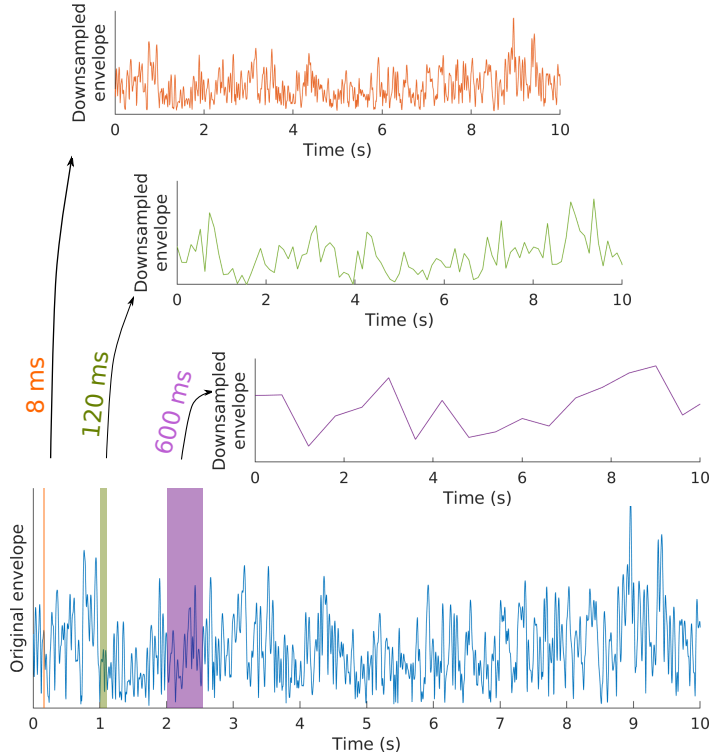 Downsampled
envelope
0 2 4 6 8 10
Time (s)
Downsampled
envelope
0 2 4 6 8 10
Time (s)
8 ms
120 ms
600 ms
Downsampled
envelope
0 2 4 6 8 10
Time (s)
Original envelope
0 1 2 3 4 5 6 7 8 9 10
Time (s)